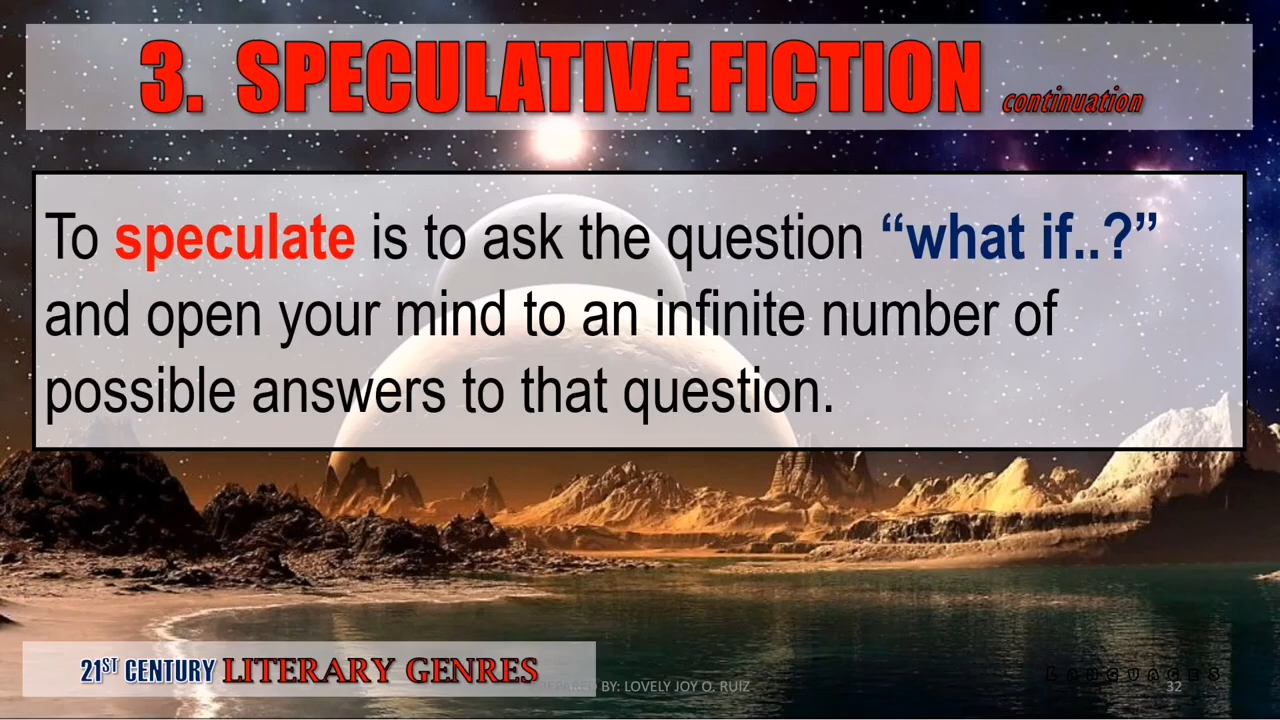 3. SPECULATIVE FICTION continuation
To speculate is to ask the question “what if..?”
and open your mind to an infinite number of
possible answers to that question.
21ST CENTURY LITERARY GENRES
BY: LOVELY JOY O. RUIZ
LANGUAGES
32